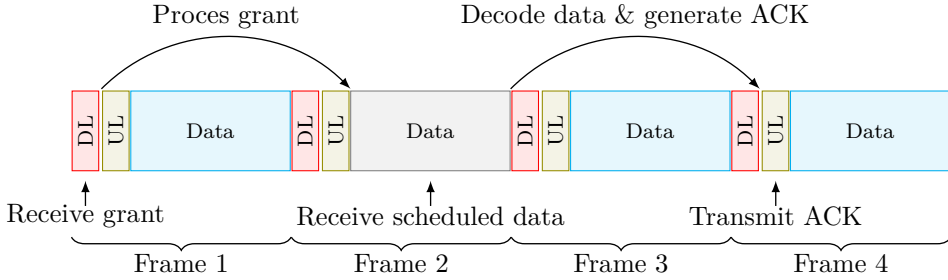 Proces grant
Decode data & generate ACK
DL
UL
Data
DL
UL
Data
DL
UL
Data
DL
UL
Data
Receive grant
Receive scheduled data
Transmit ACK
Frame 1
Frame 2
Frame 3
Frame 4